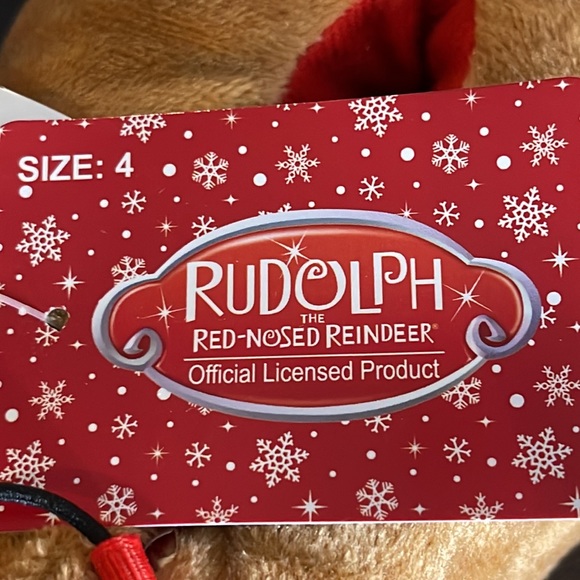 SIZE: 4
RUDOLPH
THE
RED-NOSED REINDEER®
Official Licensed Product